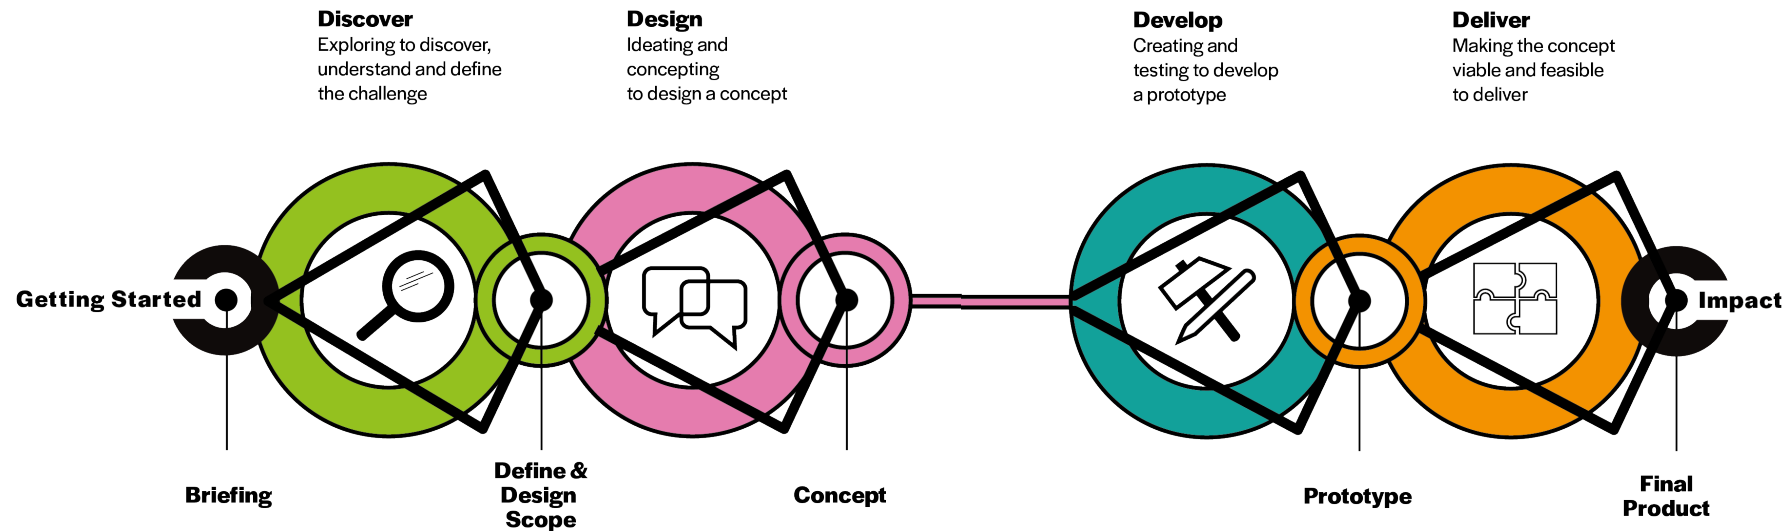 Discover
Exploring to discover,
understand and define
the challenge
Design
Ideating and
concepting
to design a concept
Develop
Creating and
testing to develop
a prototype
Deliver
Making the concept
viable and feasible
to deliver
Getting Started
Impact
Briefing
Define &
Design
Scope
Concept
Prototype
Final
Product